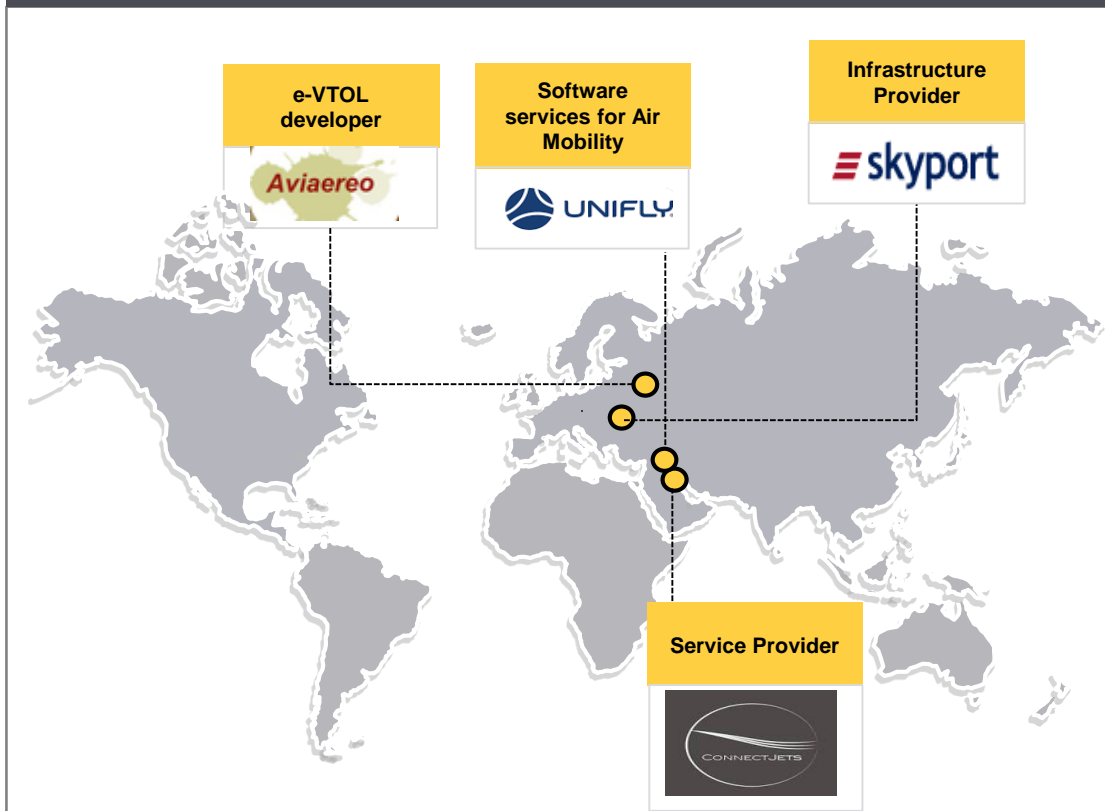 e-VTOL
developer
Aviaereo
Software
services for Air
Mobility
UNIFLY
Infrastructure
Provider
skyport
Service Provider
CONNECTJETS